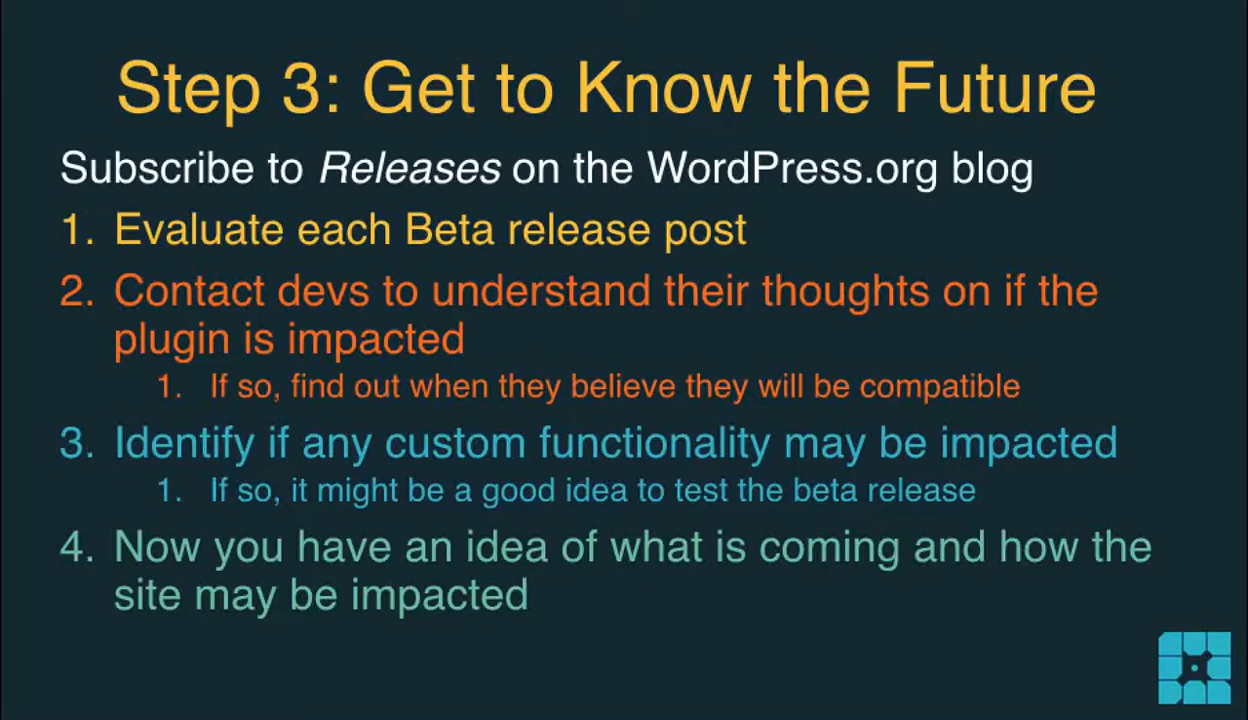 Step 3: Get to Know the Future
Subscribe to Releases on the WordPress.org blog
1. Evaluate each Beta release post
2. Contact devs to understand their thoughts on if the
plugin is impacted
1. If so, find out when they believe they will be compatible
3. Identify if any custom functionality may be impacted
1. If so, it might be a good idea to test the beta release
4. Now you have an idea of what is coming and how the
site may be impacted